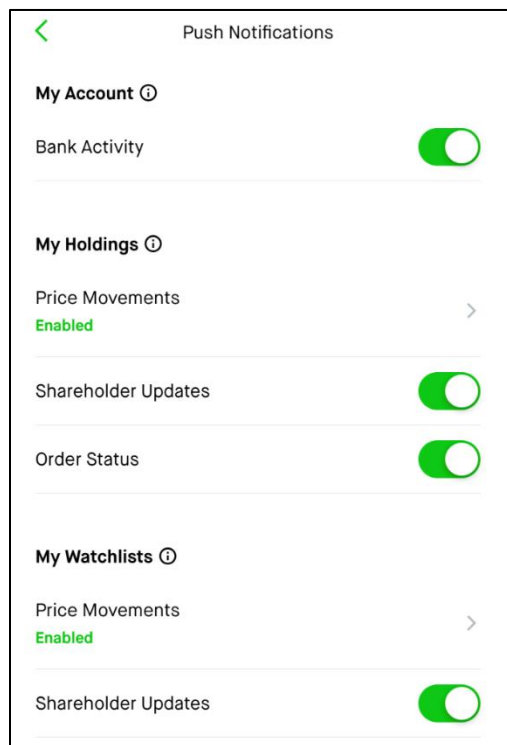 Push Notifications
My Account
Bank Activity
My Holdings
Price Movements
Enabled
Shareholder Updates
Order Status
My Watchlists
Price Movements
Enabled
Shareholder Updates